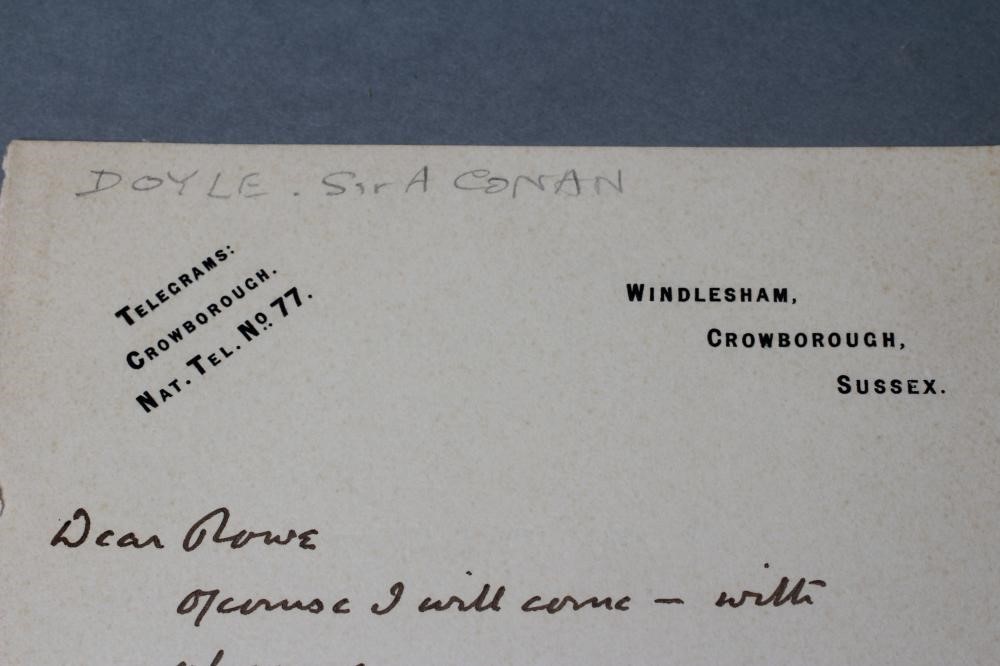 DOYLE. Sir A CONAN
TELEGRAMS:
CROWBOROUGH.
NAT. TEL. No. 77.
WINDLESHAM,
CROWBOROUGH,
SUSSEX.
Dear Rowe
Of course I will come – with